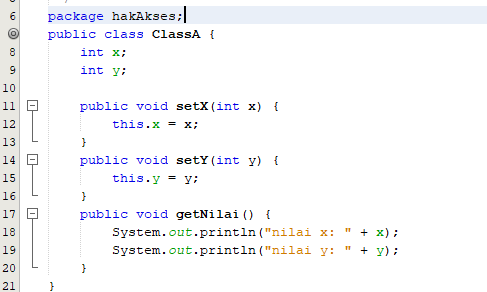 6 package hakAkses;
public class ClassA {
8 int x;
9 int y;
10
11 public void setX(int x) {
12 this.x = x;
13 }
14 public void setY(int y) {
15 this.y = y;
16 }
17 public void getNilai() {
18 System.out.println("nilai x: " + x);
19 System.out.println("nilai y: " + y);
20 }
21 }